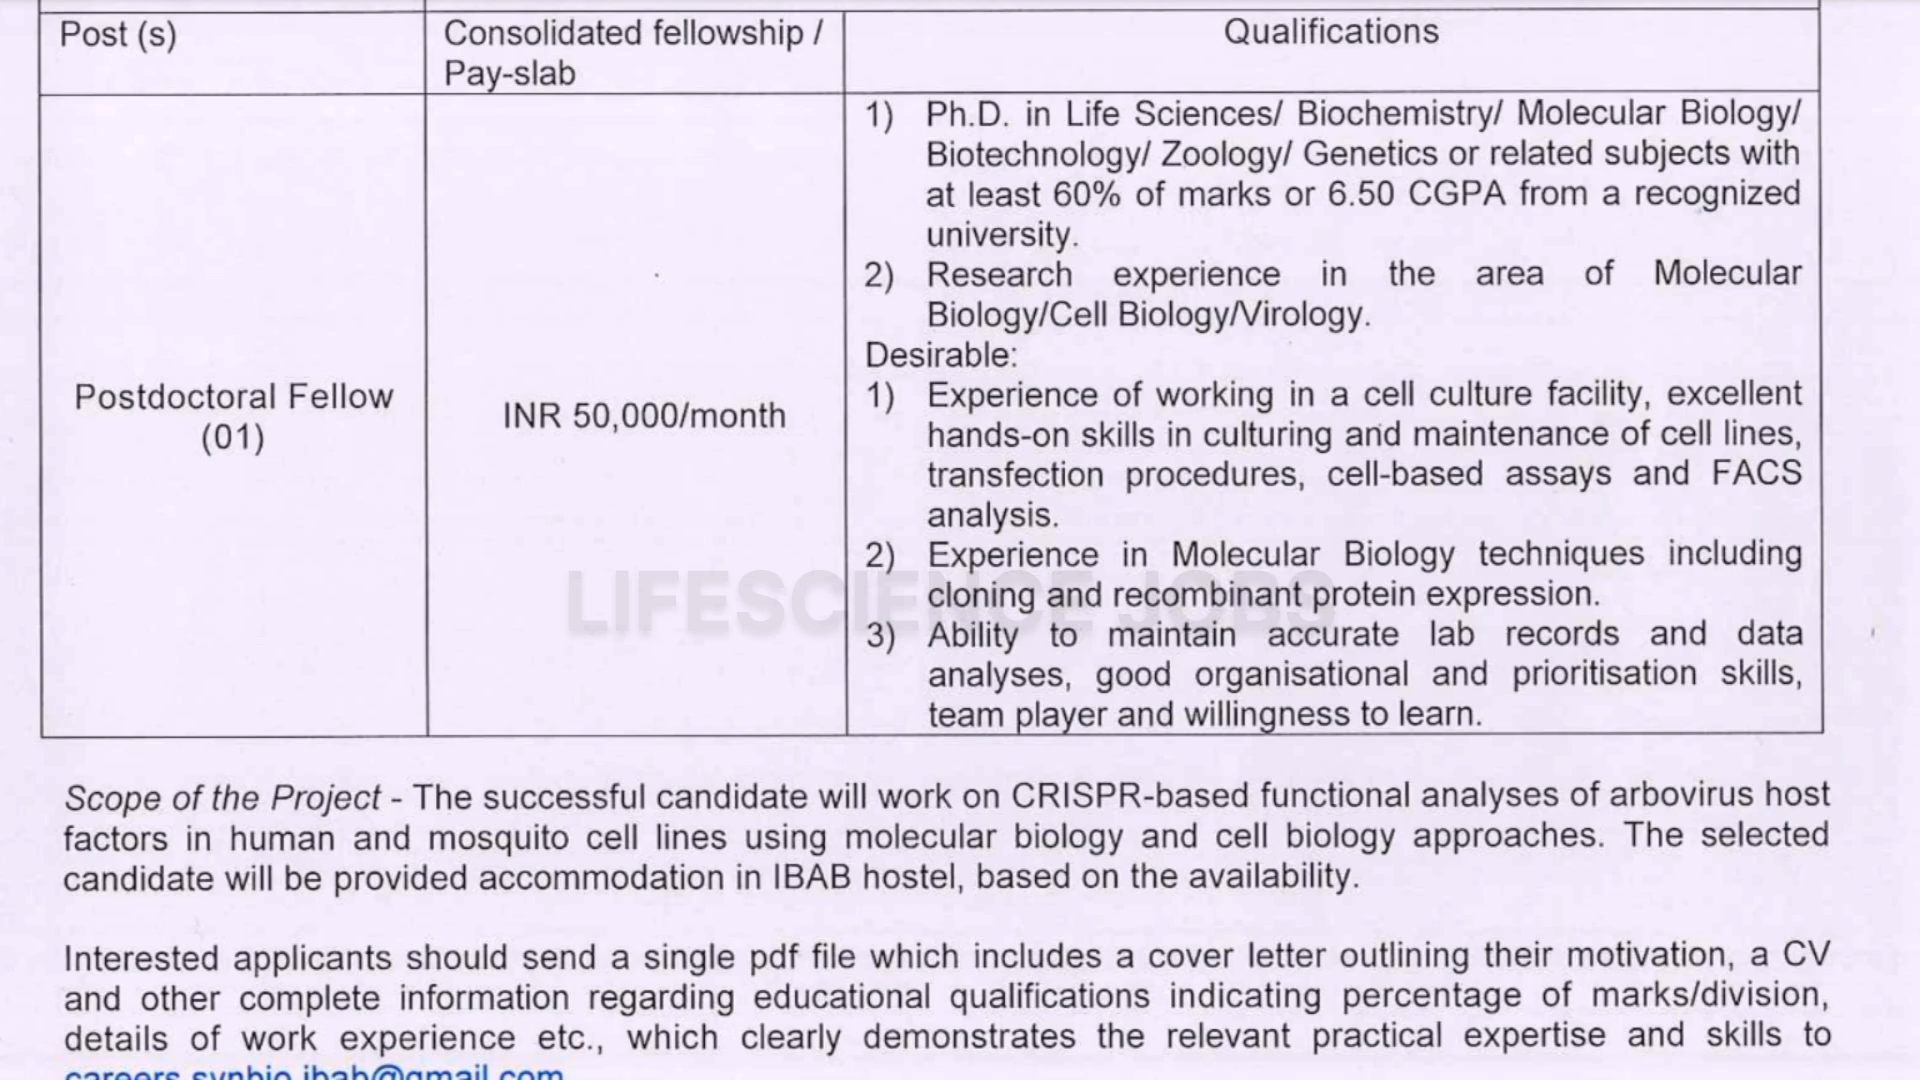 Post (s)
Consolidated fellowship /
Pay-slab
Qualifications
Postdoctoral Fellow
(01)
INR 50,000/month
1) Ph.D. in Life Sciences/ Biochemistry/ Molecular Biology/
Biotechnology/ Zoology/ Genetics or related subjects with
at least 60% of marks or 6.50 CGPA from a recognized
university.
2) Research experience in the area of Molecular
Biology/Cell Biology/Virology.
Desirable:
1) Experience of working in a cell culture facility, excellent
hands-on skills in culturing and maintenance of cell lines,
transfection procedures, cell-based assays and FACS
analysis.
2) Experience in Molecular Biology techniques including
cloning and recombinant protein expression.
3) Ability to maintain accurate lab records and data
analyses, good organisational and prioritisation skills,
team player and willingness to learn.
LIFESCIENCE JOBS
Scope of the Project - The successful candidate will work on CRISPR-based functional analyses of arbovirus host
factors in human and mosquito cell lines using molecular biology and cell biology approaches. The selected
candidate will be provided accommodation in IBAB hostel, based on the availability.
Interested applicants should send a single pdf file which includes a cover letter outlining their motivation, a CV
and other complete information regarding educational qualifications indicating percentage of marks/division,
details of work experience etc., which clearly demonstrates the relevant practical expertise and skills to
careers.synbio.ibab@gmail.com